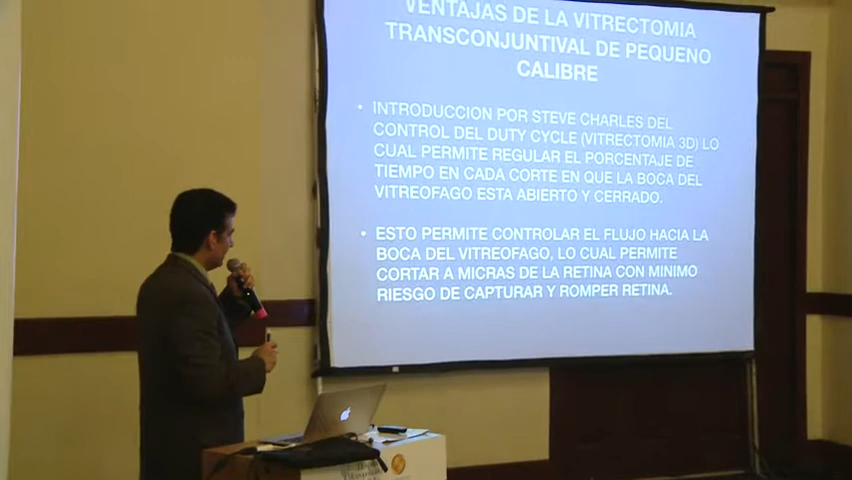 VENTAJAS DE LA VITRECTOMIA
TRANSCONJUNTIVAL DE PEQUENO
CALIBRE
• INTRODUCCION POR STEVE CHARLES DEL
CONTROL DEL DUTY CYCLE (VITRECTOMIA 3D) LO
CUAL PERMITE REGULAR EL PORCENTAJE DE
TIEMPO EN CADA CORTE EN QUE LA BOCA DEL
VITREOFAGO ESTA ABIERTO Y CERRADO.
• ESTO PERMITE CONTROLAR EL FLUJO HACIA LA
BOCA DEL VITREOFAGO, LO CUAL PERMITE
CORTAR A MICRAS DE LA RETINA CON MINIMO
RIESGO DE CAPTURAR Y ROMPER RETINA.